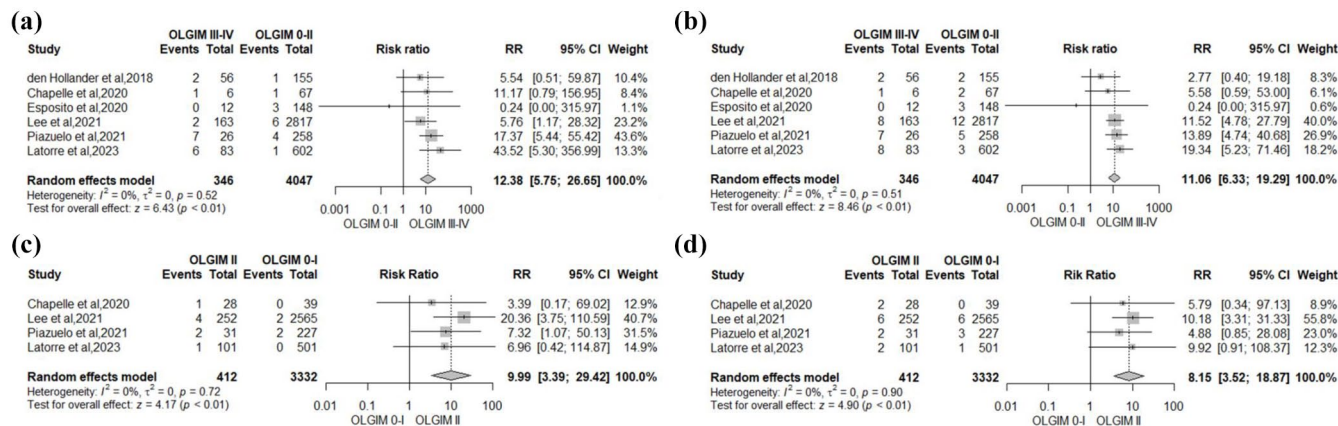 (a)
OLGIM III-IV OLGIM 0-II
Study Events Total Events Total Risk ratio RR 95% CI Weight
den Hollander et al,2018 2 56 1 155 5.54 [0.51; 59.87] 10.4%
Chapelle et al,2020 1 6 1 67 11.17 [0.79; 156.95] 8.4%
Esposito et al,2020 0 12 3 148 0.24 [0.00; 315.97] 1.1%
Lee et al,2021 2 163 6 2817 5.76 [1.17; 28.32] 23.2%
Piazuelo et al,2021 7 26 4 258 17.37 [5.44; 55.42] 43.6%
Latorre et al,2023 6 83 1 602 43.52 [5.30; 356.99] 13.3%
Random effects model 346 4047 12.38 [5.75; 26.65] 100.0%
Heterogeneity: I² = 0%, τ² = 0, p = 0.52
Test for overall effect: z = 6.43 (p < 0.01)
0.001 0.1 1 10 1000
OLGIM 0-II OLGIM III-IV
(b)
OLGIM III-IV OLGIM 0-II
Study Events Total Events Total Risk ratio RR 95% CI Weight
den Hollander et al,2018 2 56 2 155 2.77 [0.40; 19.18] 8.3%
Chapelle et al,2020 1 6 2 67 5.58 [0.59; 53.00] 6.1%
Esposito et al,2020 0 12 3 148 0.24 [0.00; 315.97] 0.6%
Lee et al,2021 8 163 12 2817 11.52 [4.78; 27.79] 40.0%
Piazuelo et al,2021 7 26 5 258 13.89 [4.74; 40.68] 26.9%
Latorre et al,2023 8 83 3 602 19.34 [5.23; 71.46] 18.2%
Random effects model 346 4047 11.06 [6.33; 19.29] 100.0%
Heterogeneity: I² = 0%, τ² = 0, p = 0.51
Test for overall effect: z = 8.46 (p < 0.01)
0.001 0.1 1 10 1000
OLGIM 0-II OLGIM III-IV
(c)
OLGIM II OLGIM 0-I
Study Events Total Events Total Risk Ratio RR 95% CI Weight
Chapelle et al,2020 1 28 0 39 3.39 [0.17; 69.02] 12.9%
Lee et al,2021 4 252 2 2565 20.36 [3.75; 110.59] 40.7%
Piazuelo et al,2021 2 31 2 227 7.32 [1.07; 50.13] 31.5%
Latorre et al,2023 1 101 0 501 6.96 [0.42; 114.87] 14.9%
Random effects model 412 3332 9.99 [3.39; 29.42] 100.0%
Heterogeneity: I² = 0%, τ² = 0, p = 0.72
Test for overall effect: z = 4.17 (p < 0.01)
0.01 0.1 1 10 100
OLGIM 0-I OLGIM II
(d)
OLGIM II OLGIM 0-I
Study Events Total Events Total Rik Ratio RR 95% CI Weight
Chapelle et al,2020 2 28 0 39 5.79 [0.34; 97.13] 8.9%
Lee et al,2021 6 252 6 2565 10.18 [3.31; 31.33] 55.8%
Piazuelo et al,2021 2 31 3 227 4.88 [0.85; 28.08] 23.0%
Latorre et al,2023 2 101 1 501 9.92 [0.91; 108.37] 12.3%
Random effects model 412 3332 8.15 [3.52; 18.87] 100.0%
Heterogeneity: I² = 0%, τ² = 0, p = 0.90
Test for overall effect: z = 4.90 (p < 0.01)
0.01 0.1 1 10 100
OLGIM 0-I OLGIM II